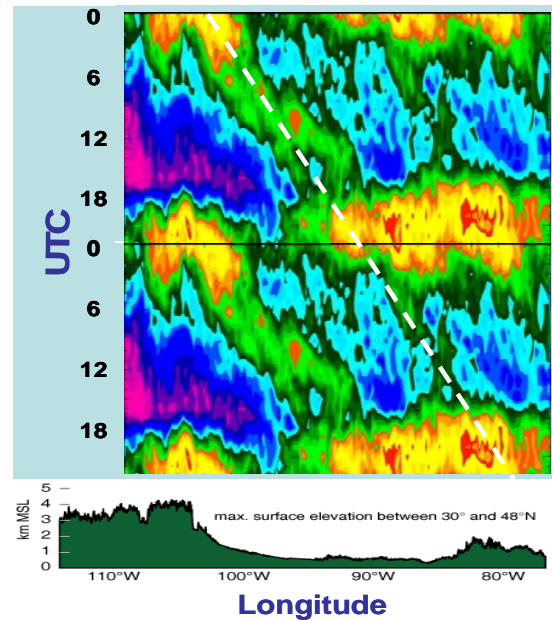 0
6
12
18
0
6
12
18
UTC
5
4
3
2
1
0
km MSL
max. surface elevation between 30° and 48°N
110°W 100°W 90°W 80°W
Longitude